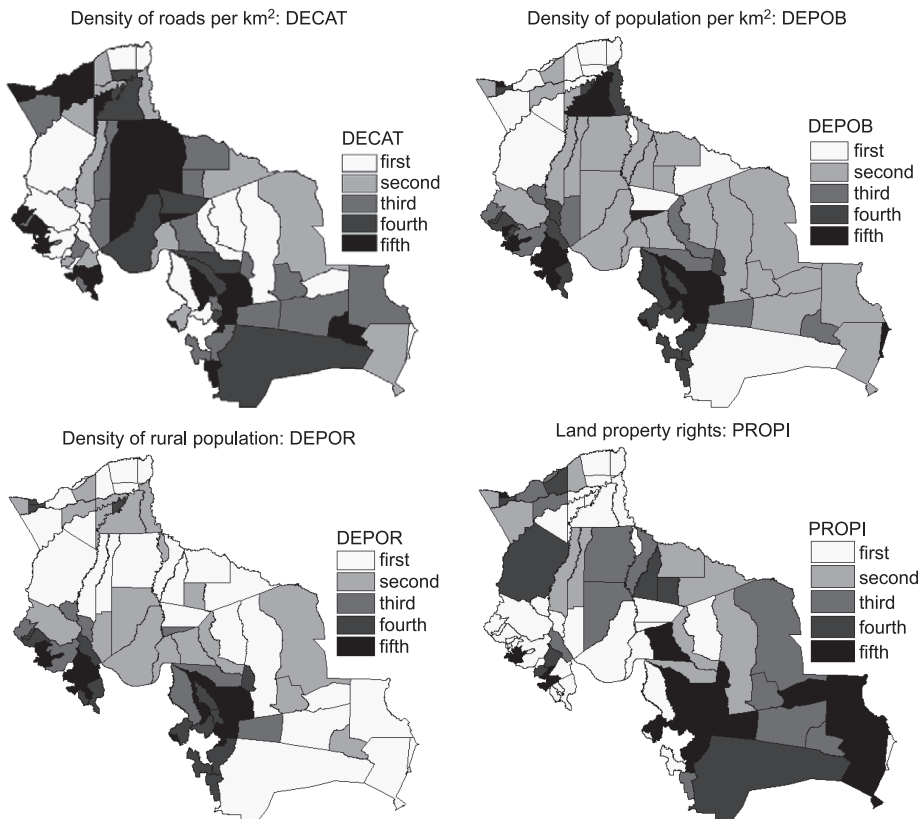 Density of roads per km²: DECAT
DECAT
first
second
third
fourth
fifth
Density of population per km²: DEPOB
DEPOB
first
second
third
fourth
fifth
Density of rural population: DEPOR
DEPOR
first
second
third
fourth
fifth
Land property rights: PROPI
PROPI
first
second
third
fourth
fifth